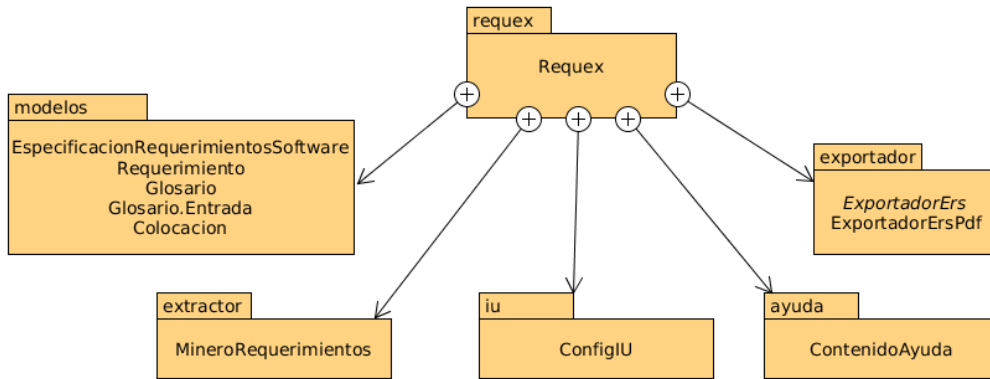 requex
Requex
modelos
EspecificacionRequerimientosSoftware
Requerimiento
Glosario
Glosario.Entrada
Colocacion
exportador
ExportadorErs
ExportadorErsPdf
extractor
MineroRequerimientos
iu
ConfigIU
ayuda
ContenidoAyuda